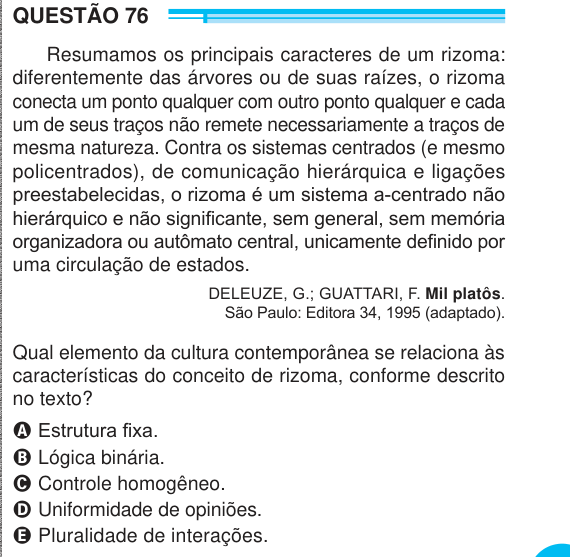 QUESTÃO 76
Resumamos os principais caracteres de um rizoma:
diferentemente das árvores ou de suas raízes, o rizoma
conecta um ponto qualquer com outro ponto qualquer e cada
um de seus traços não remete necessariamente a traços de
mesma natureza. Contra os sistemas centrados (e mesmo
policentrados), de comunicação hierárquica e ligações
preestabelecidas, o rizoma é um sistema a-centrado não
hierárquico e não significante, sem general, sem memória
organizadora ou autômato central, unicamente definido por
uma circulação de estados.
DELEUZE, G.; GUATTARI, F. Mil platôs.
São Paulo: Editora 34, 1995 (adaptado).
Qual elemento da cultura contemporânea se relaciona às
características do conceito de rizoma, conforme descrito
no texto?
A Estrutura fixa.
B Lógica binária.
C Controle homogêneo.
D Uniformidade de opiniões.
E Pluralidade de interações.